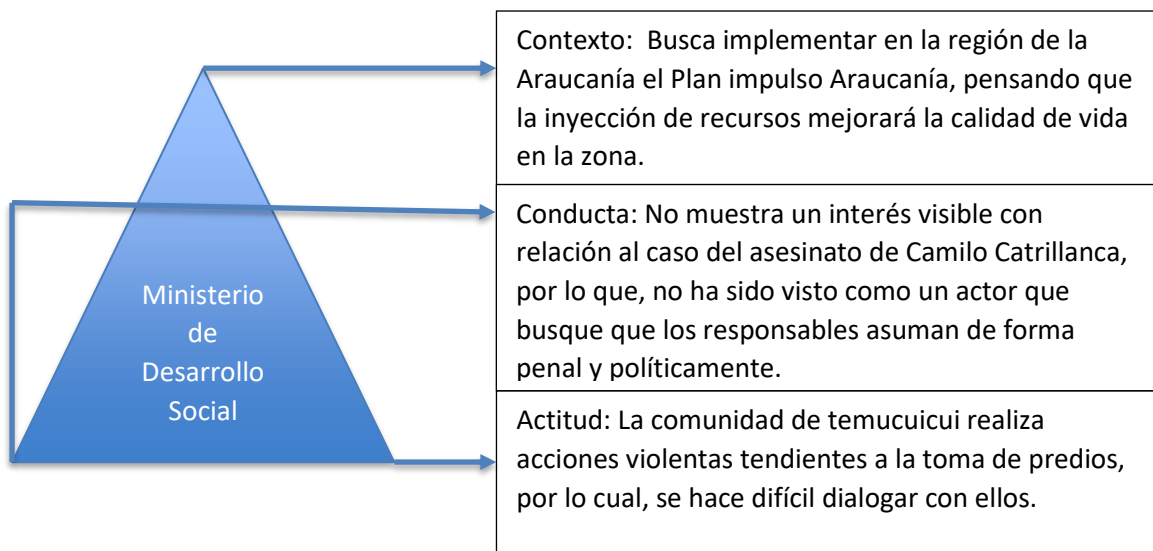 Contexto:  Busca implementar en la región de la
Araucanía el Plan impulso Araucanía, pensando que
la inyección de recursos mejorará la calidad de vida
en la zona.
Conducta: No muestra un interés visible con
relación al caso del asesinato de Camilo Catrillanca,
por lo que, no ha sido visto como un actor que
busque que los responsables asuman de forma
penal y políticamente.
Ministerio
de
Desarrollo
Social
Actitud: La comunidad de temucuicui realiza
acciones violentas tendientes a la toma de predios,
por lo cual, se hace difícil dialogar con ellos.